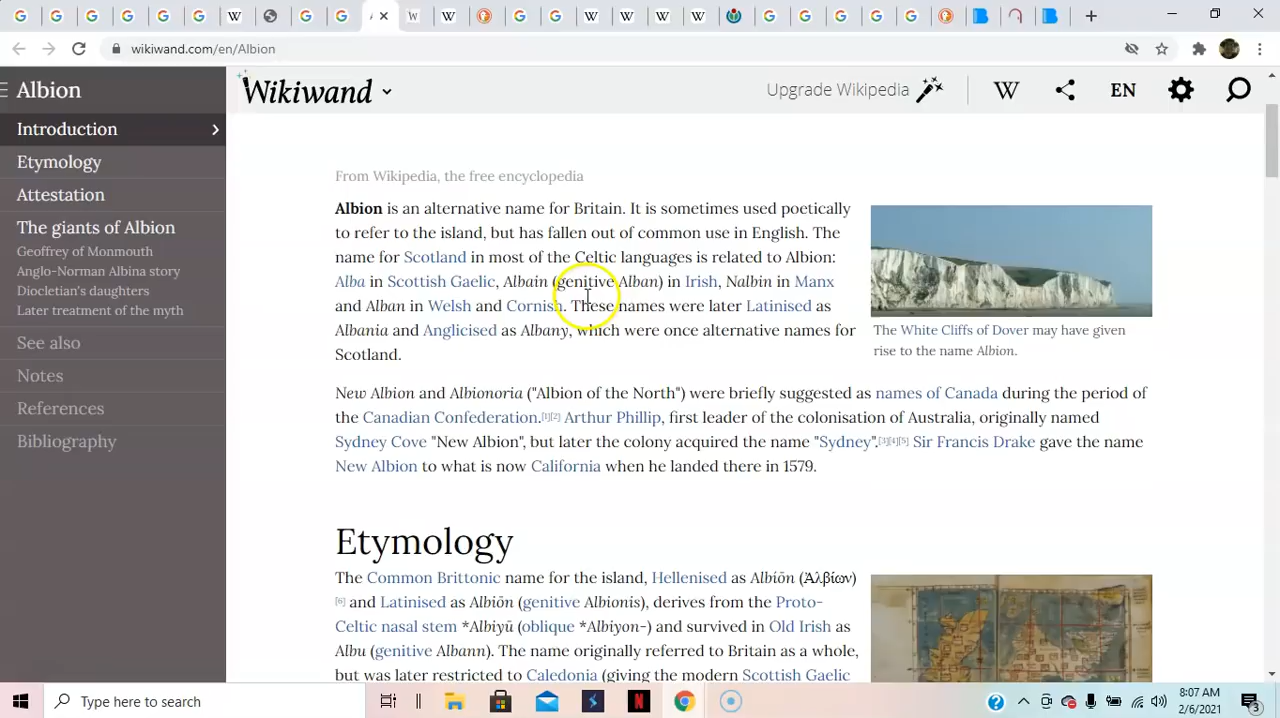 wikiwand.com/en/Albion
Albion
Introduction
Etymology
Attestation
The giants of Albion
Geoffrey of Monmouth
Anglo-Norman Albina story
Diocletian's daughters
Later treatment of the myth
See also
Notes
References
Bibliography
Wikiwand
Upgrade Wikipedia
W
EN
From Wikipedia, the free encyclopedia
Albion is an alternative name for Britain. It is sometimes used poetically
to refer to the island, but has fallen out of common use in English. The
name for Scotland in most of the Celtic languages is related to Albion:
Alba in Scottish Gaelic, Albain (genitive Alban) in Irish, Nalbin in Manx
and Alban in Welsh and Cornish. These names were later Latinised as
Albania and Anglicised as Albany, which were once alternative names for
Scotland.
The White Cliffs of Dover may have given
rise to the name Albion.
New Albion and Albionoria ("Albion of the North") were briefly suggested as names of Canada during the period of
the Canadian Confederation.[1][2] Arthur Phillip, first leader of the colonisation of Australia, originally named
Sydney Cove "New Albion", but later the colony acquired the name "Sydney".[3][4][5] Sir Francis Drake gave the name
New Albion to what is now California when he landed there in 1579.
Etymology
The Common Brittonic name for the island, Hellenised as Albíōn (Ἀλβίων)
[6] and Latinised as Albiōn (genitive Albionis), derives from the Proto-
Celtic nasal stem *Albiyū (oblique *Albiyon-) and survived in Old Irish as
Albu (genitive Albann). The name originally referred to Britain as a whole,
but was later restricted to Caledonia (giving the modern Scottish Gaelic
Type here to search
8:07 AM
2/6/2021
3